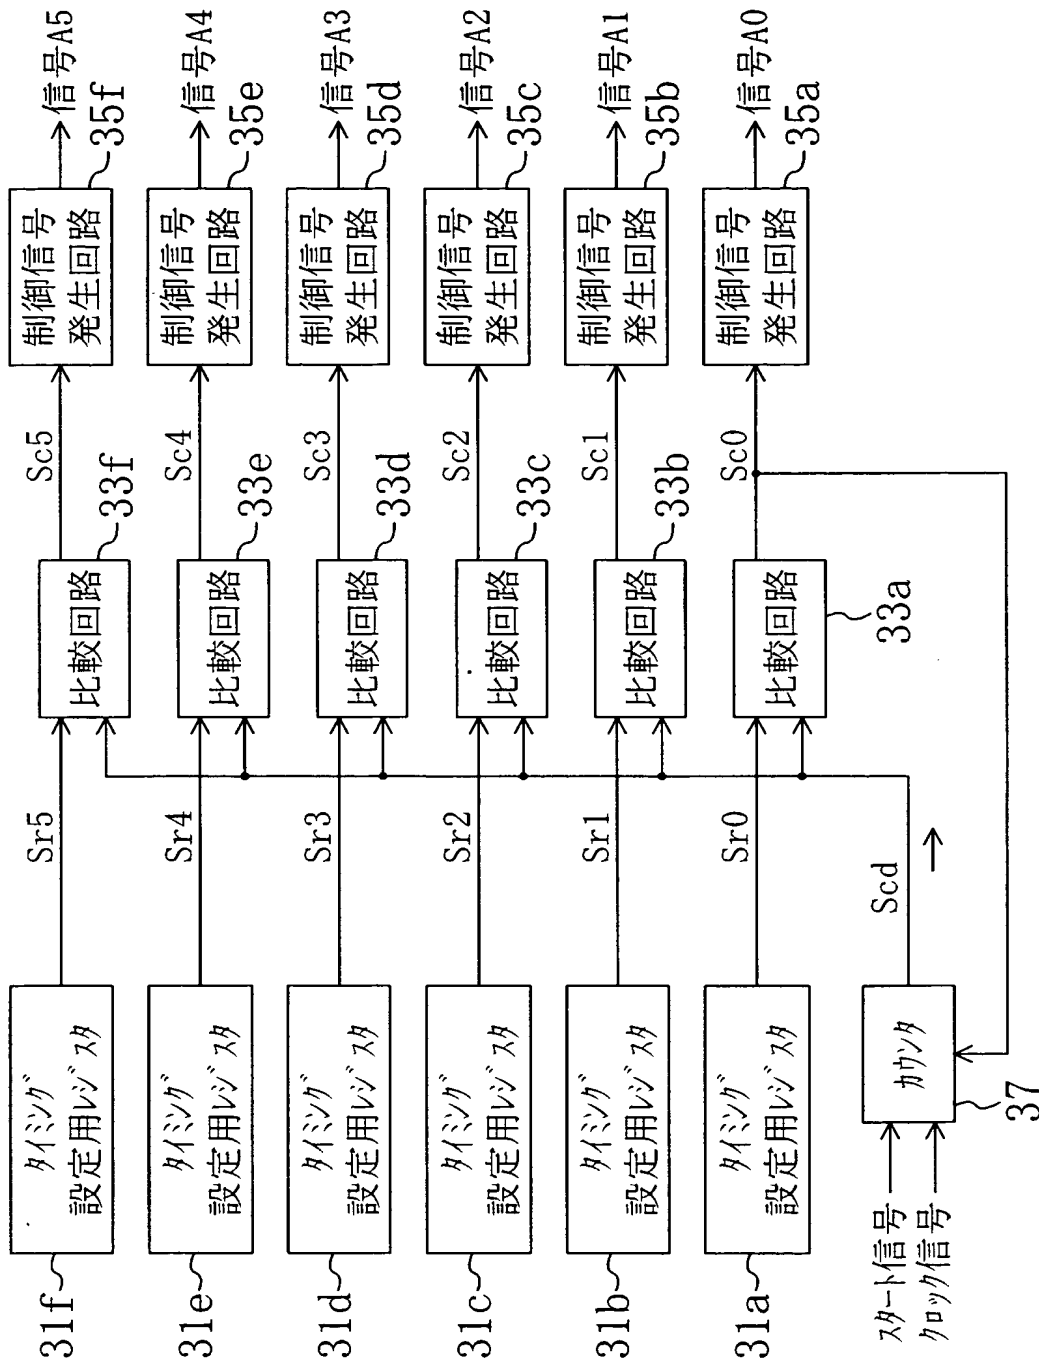 31f
タイミング
設定用レジスタ
Sr5
比較回路
33f
Sc5
制御信号
発生回路
35f
信号A5
31e
タイミング
設定用レジスタ
Sr4
比較回路
33e
Sc4
制御信号
発生回路
35e
信号A4
31d
タイミング
設定用レジスタ
Sr3
比較回路
33d
Sc3
制御信号
発生回路
35d
信号A3
31c
タイミング
設定用レジスタ
Sr2
比較回路
33c
Sc2
制御信号
発生回路
35c
信号A2
31b
タイミング
設定用レジスタ
Sr1
比較回路
33b
Sc1
制御信号
発生回路
35b
信号A1
31a
タイミング
設定用レジスタ
Sr0
比較回路
33a
Sc0
制御信号
発生回路
35a
信号A0
スタート信号
クロック信号
カウンタ
37
Scd